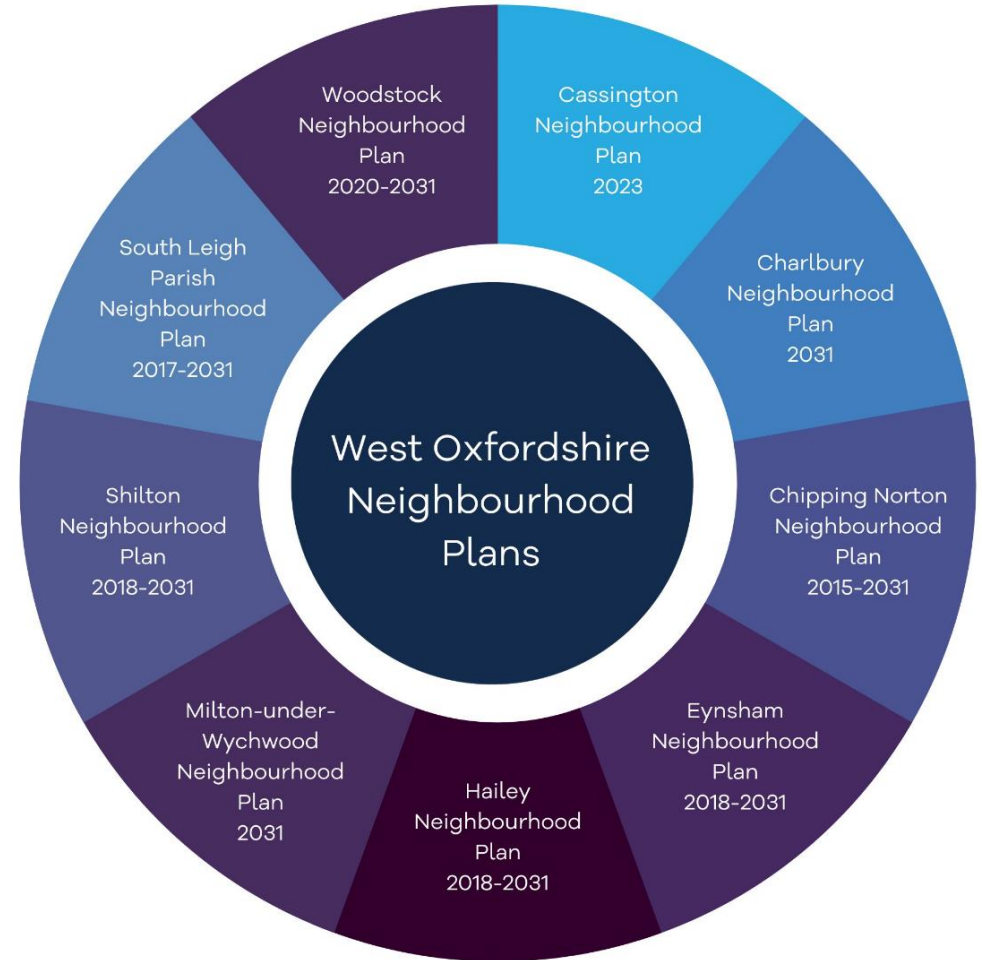 Woodstock
Neighbourhood
Plan
2020-2031
Cassington
Neighbourhood
Plan
2023
Charlbury
Neighbourhood
Plan
2031
Chipping Norton
Neighbourhood
Plan
2015-2031
Eynsham
Neighbourhood
Plan
2018-2031
Hailey
Neighbourhood
Plan
2018-2031
Milton-under-
Wychwood
Neighbourhood
Plan
2031
Shilton
Neighbourhood
Plan
2018-2031
South Leigh
Parish
Neighbourhood
Plan
2017-2031
West Oxfordshire
Neighbourhood
Plans